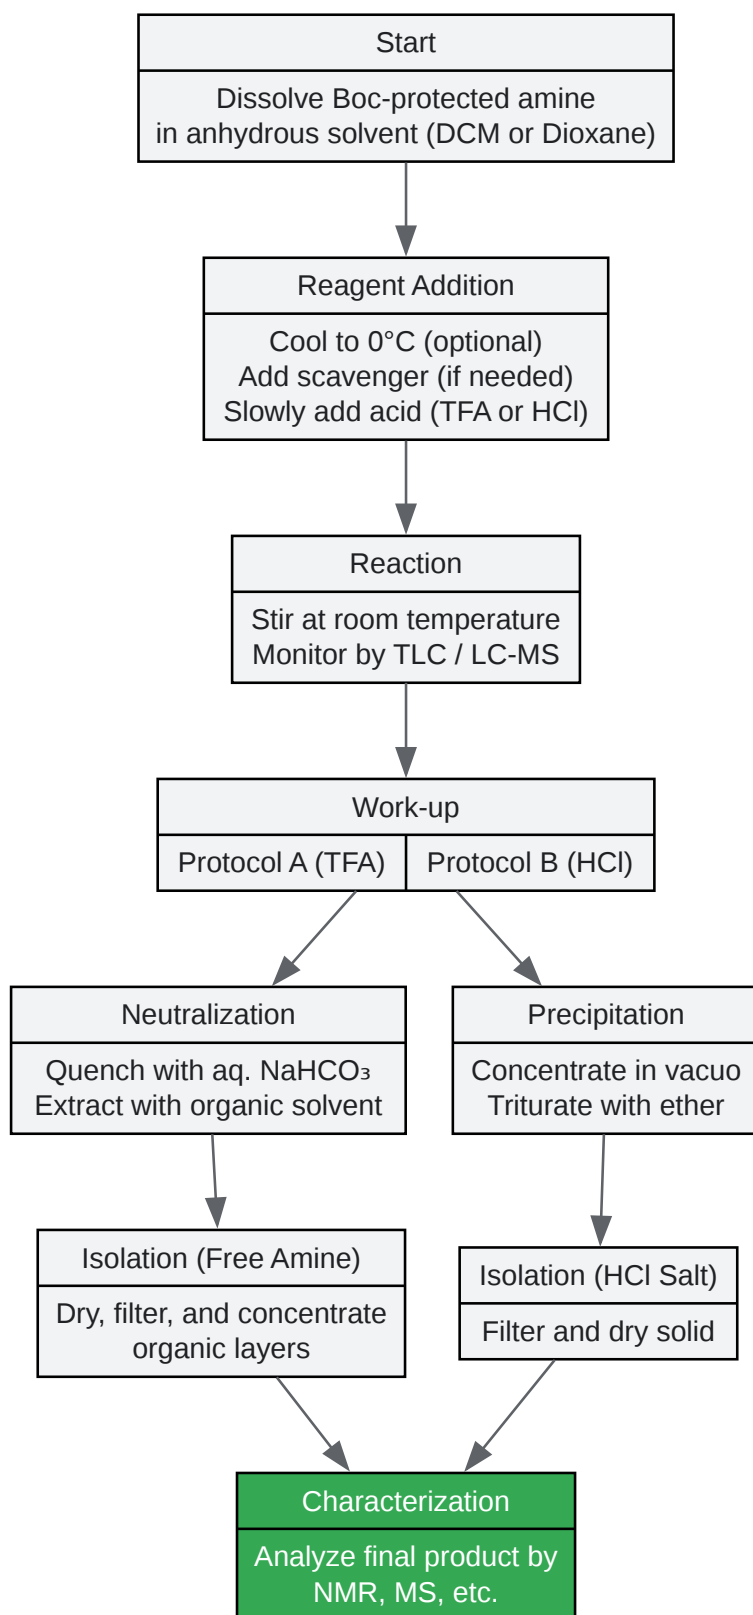 Start
Dissolve Boc-protected amine
in anhydrous solvent (DCM or Dioxane)
Reagent Addition
Cool to 0°C (optional)
Add scavenger (if needed)
Slowly add acid (TFA or HCl)
Reaction
Stir at room temperature
Monitor by TLC / LC-MS
Work-up
Protocol A (TFA)
Protocol B (HCl)
Neutralization
Quench with aq. NaHCO₃
Extract with organic solvent
Precipitation
Concentrate in vacuo
Triturate with ether
Isolation (Free Amine)
Dry, filter, and concentrate
organic layers
Isolation (HCl Salt)
Filter and dry solid
Characterization
Analyze final product by
NMR, MS, etc.